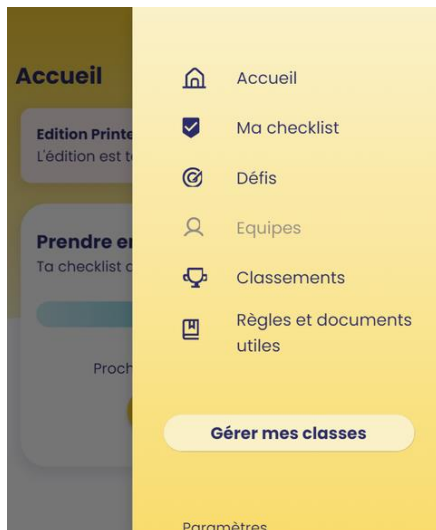 Accueil
Edition Printe
L'édition est t
Prendre e
Ta checklist d
Proch
Accueil
Ma checklist
Défis
Equipes
Classements
Règles et documents
utiles
Gérer mes classes
Paramètres